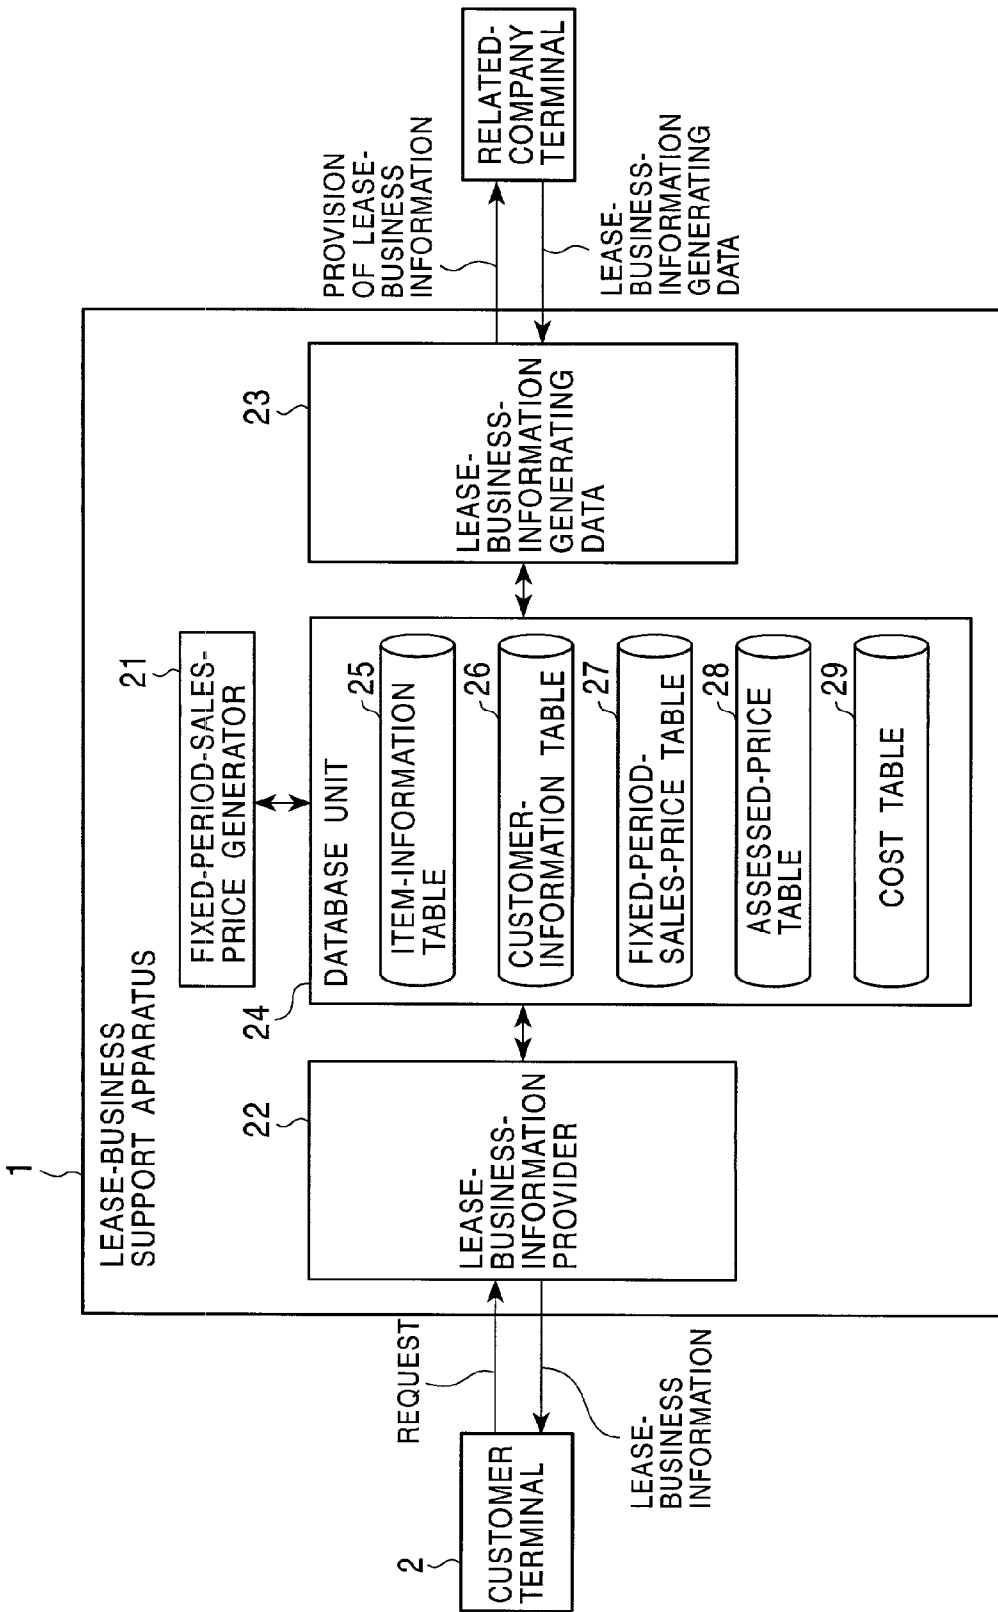 1
LEASE-BUSINESS
SUPPORT APPARATUS
21
FIXED-PERIOD-SALES-
PRICE GENERATOR
2
CUSTOMER
TERMINAL
REQUEST
LEASE-
BUSINESS
INFORMATION
22
LEASE-
BUSINESS-
INFORMATION
PROVIDER
24
DATABASE UNIT
25
ITEM-INFORMATION
TABLE
26
CUSTOMER-
INFORMATION TABLE
27
FIXED-PERIOD-
SALES-PRICE TABLE
28
ASSESSED-PRICE
TABLE
29
COST TABLE
23
LEASE-
BUSINESS-
INFORMATION
GENERATING
DATA
PROVISION
OF LEASE-
BUSINESS
INFORMATION
LEASE-
BUSINESS-
INFORMATION
GENERATING
DATA
RELATED-
COMPANY
TERMINAL